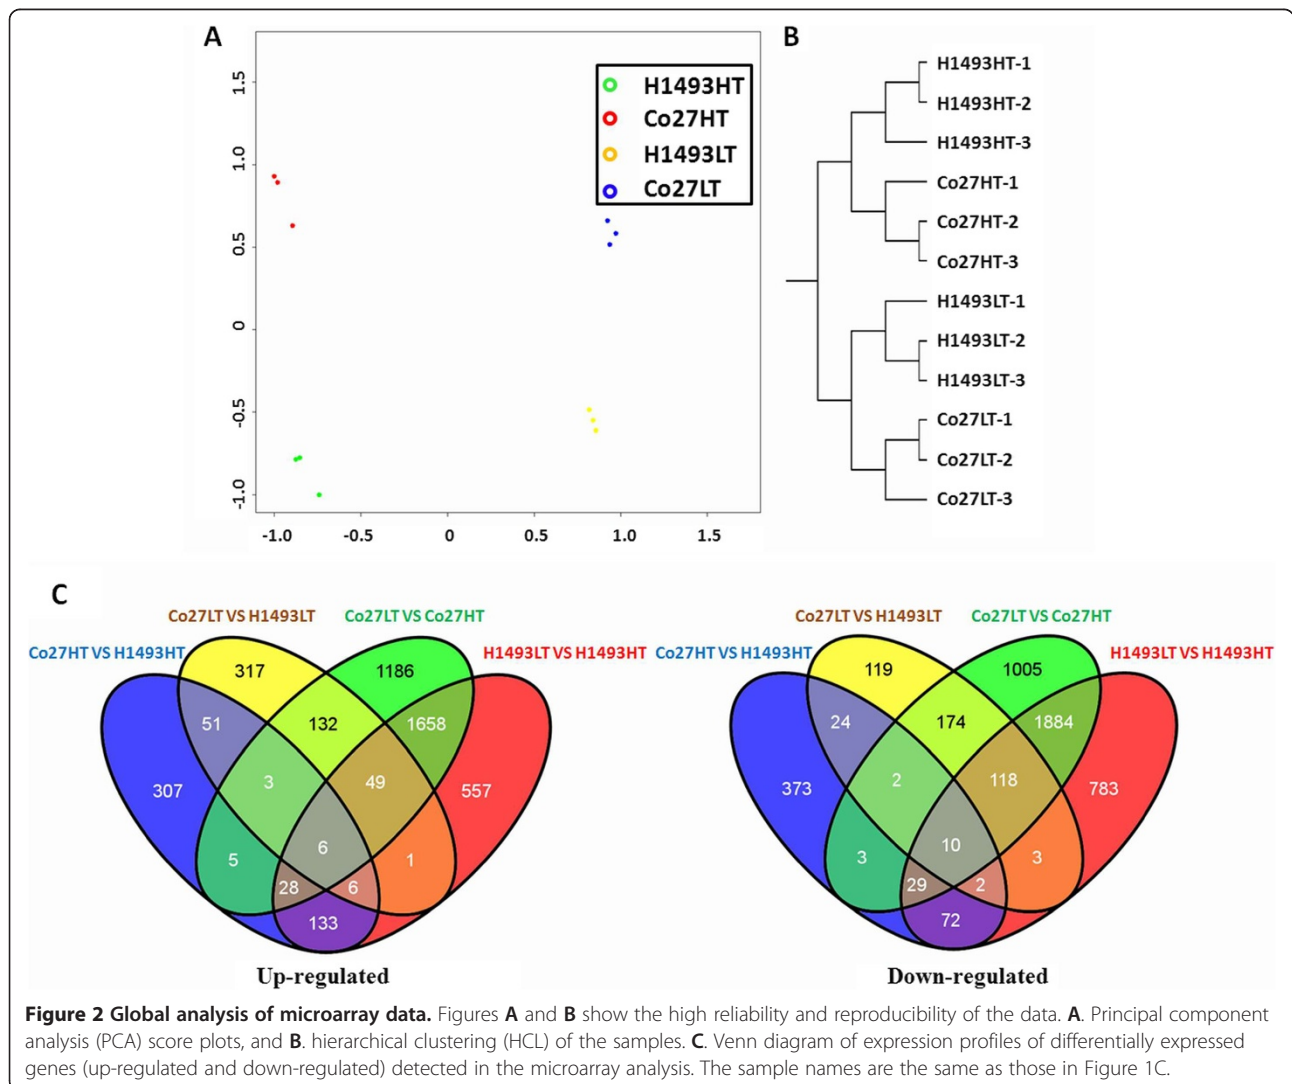 A
1.5
1.0
0.5
0
-0.5
-1.0
-1.0 -0.5 0 0.5 1.0 1.5
H1493HT
Co27HT
H1493LT
Co27LT
B
H1493HT-1
H1493HT-2
H1493HT-3
Co27HT-1
Co27HT-2
Co27HT-3
H1493LT-1
H1493LT-2
H1493LT-3
Co27LT-1
Co27LT-2
Co27LT-3
C
Co27LT VS H1493LT
Co27LT VS Co27HT
Co27HT VS H1493HT
H1493LT VS H1493HT
317
1186
51
132
1658
307
3
49
557
5
6
1
28
6
133
Up-regulated
Co27LT VS H1493LT
Co27LT VS Co27HT
Co27HT VS H1493HT
H1493LT VS H1493HT
119
1005
24
174
1884
373
2
118
783
3
10
3
29
2
72
Down-regulated
Figure 2 Global analysis of microarray data. Figures A and B show the high reliability and reproducibility of the data. A. Principal component
analysis (PCA) score plots, and B. hierarchical clustering (HCL) of the samples. C. Venn diagram of expression profiles of differentially expressed
genes (up-regulated and down-regulated) detected in the microarray analysis. The sample names are the same as those in Figure 1C.